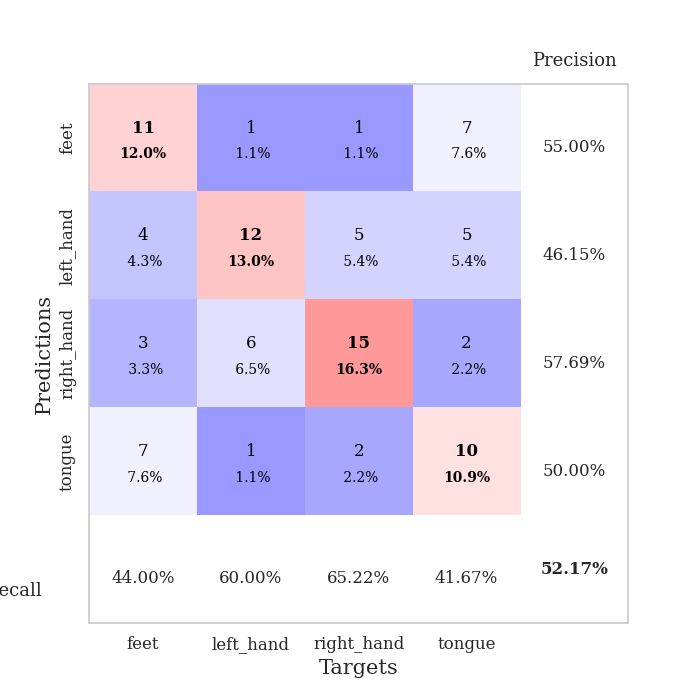 Precision
feet
11 1 1 7 55.00%
12.0% 1.1% 1.1% 7.6%
left_hand
4 12 5 5 46.15%
4.3% 13.0% 5.4% 5.4%
Predictions
right_hand
3 6 15 2 57.69%
3.3% 6.5% 16.3% 2.2%
tongue
7 1 2 10 50.00%
7.6% 1.1% 2.2% 10.9%
ecall 44.00% 60.00% 65.22% 41.67% 52.17%
feet left_hand right_hand tongue
Targets